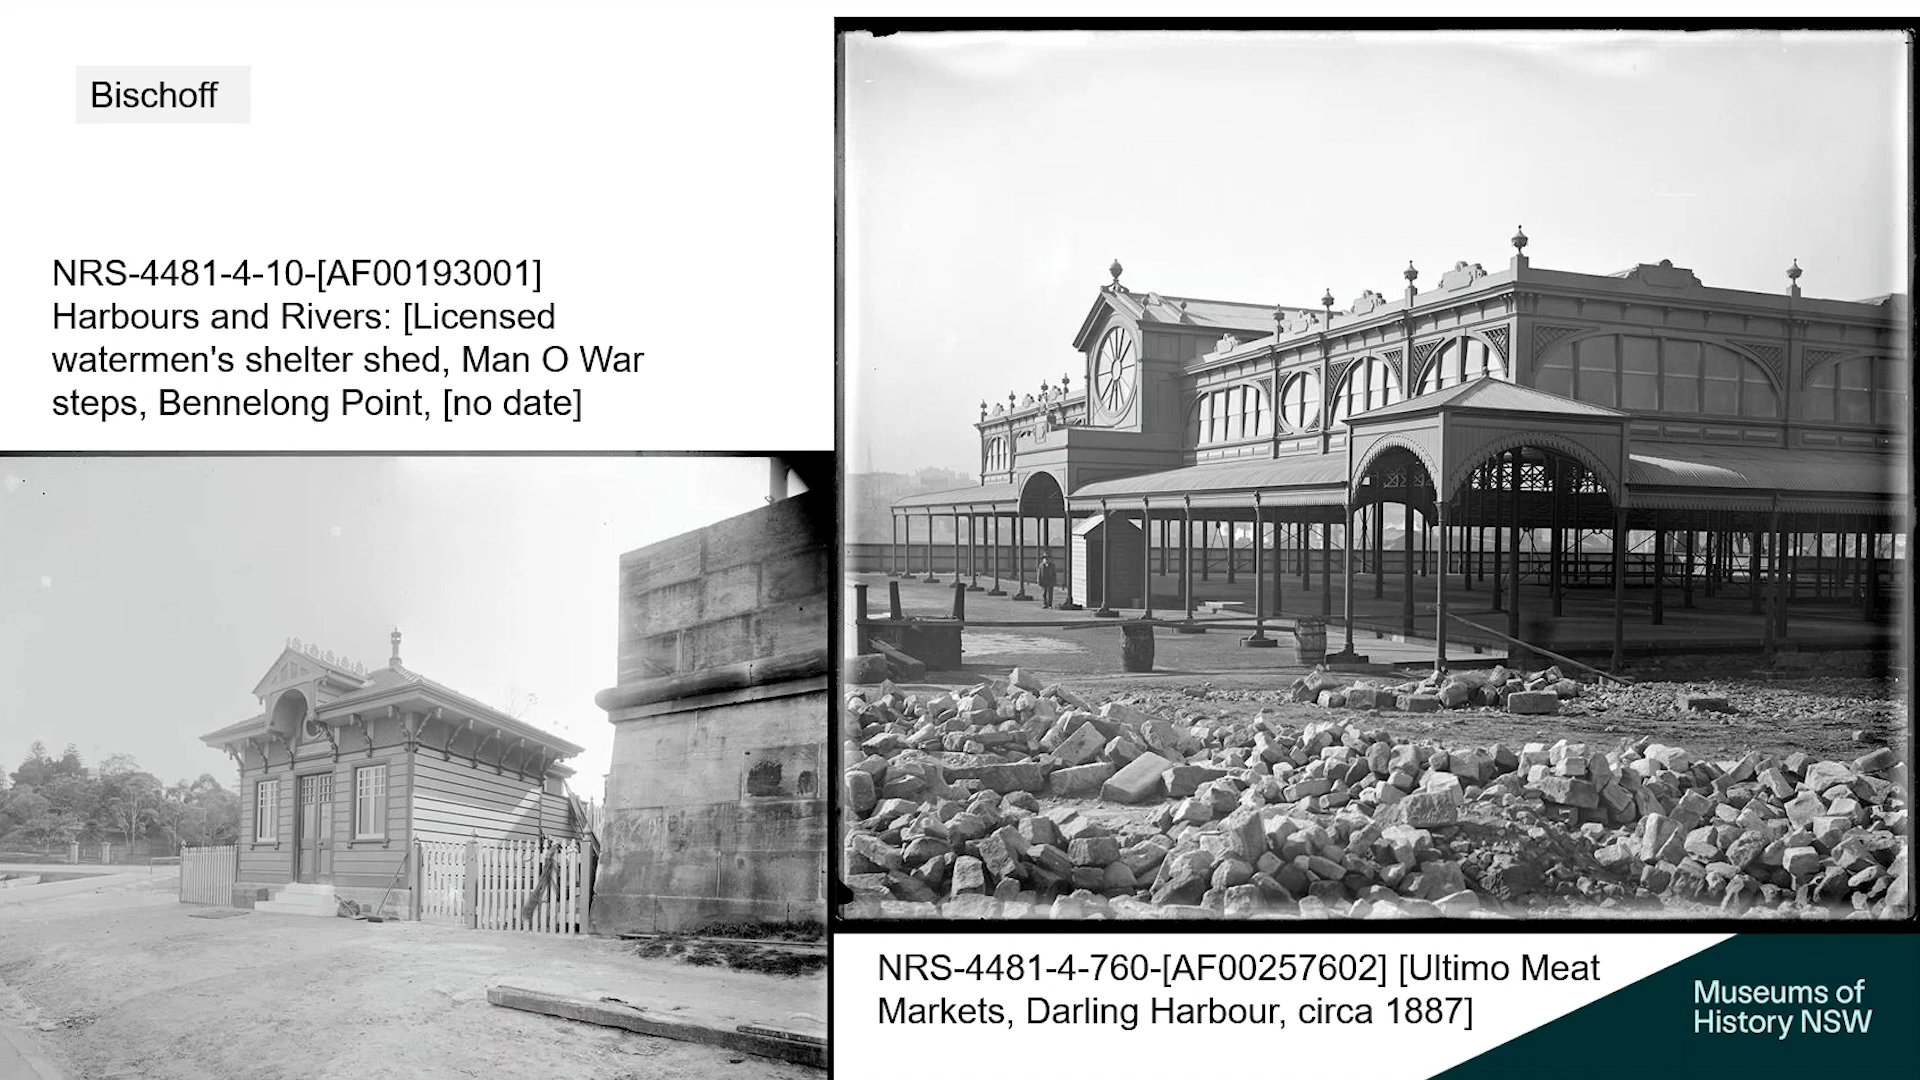 Bischoff
NRS-4481-4-10-[AF00193001]
Harbours and Rivers: [Licensed
watermen's shelter shed, Man O War
steps, Bennelong Point, [no date]
NRS-4481-4-760-[AF00257602] [Ultimo Meat
Markets, Darling Harbour, circa 1887]
Museums of
History NSW